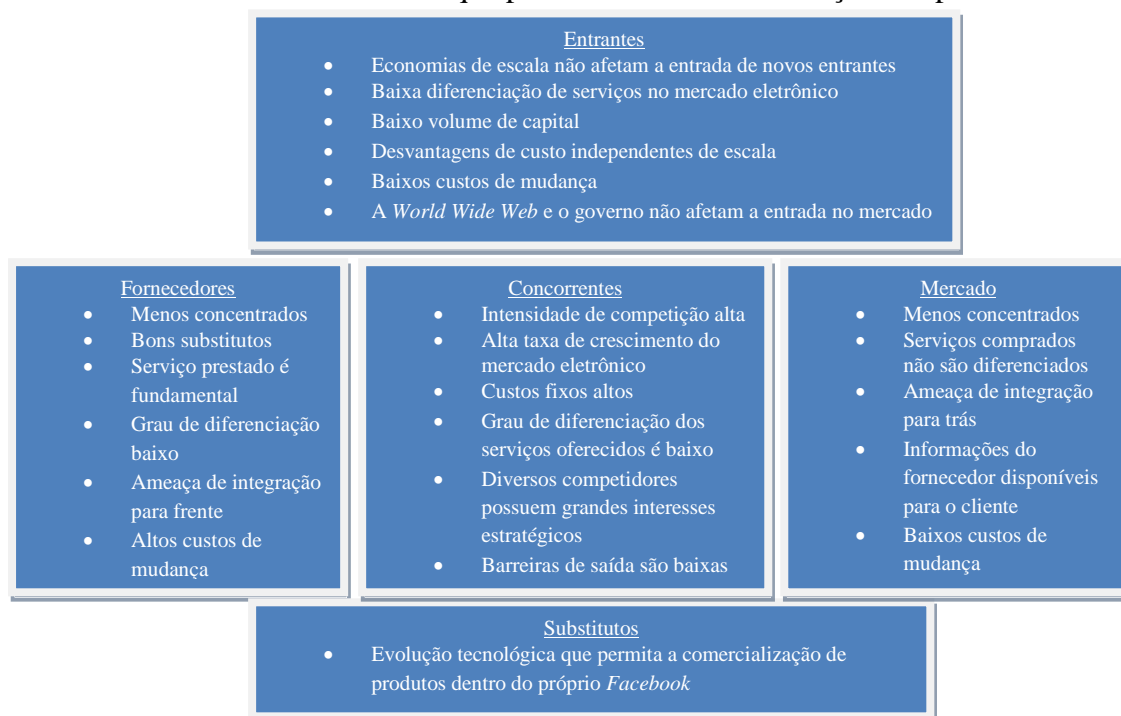 Entrantes
• Economias de escala não afetam a entrada de novos entrantes
• Baixa diferenciação de serviços no mercado eletrônico
• Baixo volume de capital
• Desvantagens de custo independentes de escala
• Baixos custos de mudança
• A World Wide Web e o governo não afetam a entrada no mercado
Fornecedores
• Menos concentrados
• Bons substitutos
• Serviço prestado é
fundamental
• Grau de diferenciação
baixo
• Ameaça de integração
para frente
• Altos custos de
mudança
Concorrentes
• Intensidade de competição alta
• Alta taxa de crescimento do
mercado eletrônico
• Custos fixos altos
• Grau de diferenciação dos
serviços oferecidos é baixo
• Diversos competidores
possuem grandes interesses
estratégicos
• Barreiras de saída são baixas
Mercado
• Menos concentrados
• Serviços comprados
não são diferenciados
• Ameaça de integração
para trás
• Informações do
fornecedor disponíveis
para o cliente
• Baixos custos de
mudança
Substitutos
• Evolução tecnológica que permita a comercialização de
produtos dentro do próprio Facebook